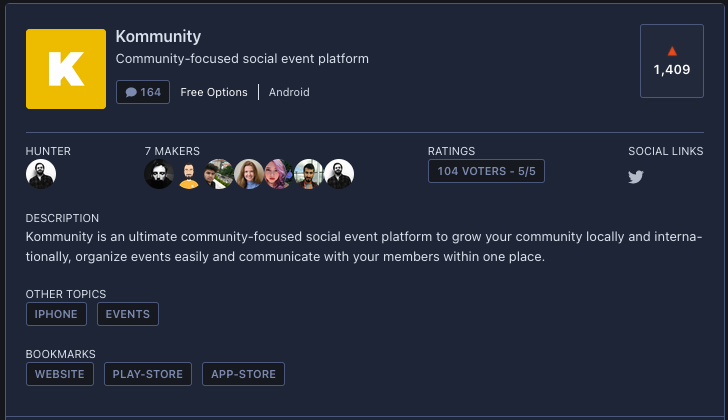 K
Kommunity
Community-focused social event platform
164
Free Options
Android
1,409
HUNTER
7 MAKERS
RATINGS
SOCIAL LINKS
104 VOTERS - 5/5
DESCRIPTION
Kommunity is an ultimate community-focused social event platform to grow your community locally and interna-
tionally, organize events easily and communicate with your members within one place.
OTHER TOPICS
IPHONE
EVENTS
BOOKMARKS
WEBSITE
PLAY-STORE
APP-STORE